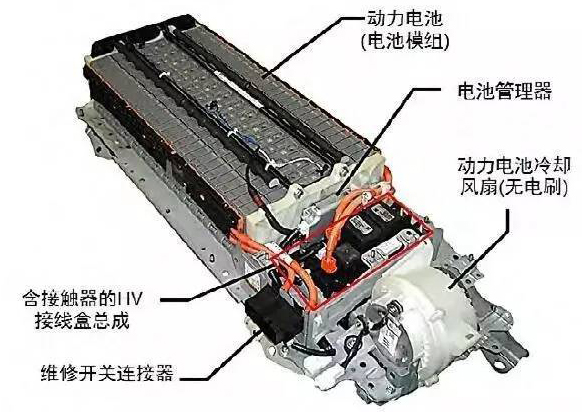 动力电池
(电池模组)
电池管理器
动力电池冷却
风扇(无电刷)
含接触器的HV
接线盒总成
维修开关连接器